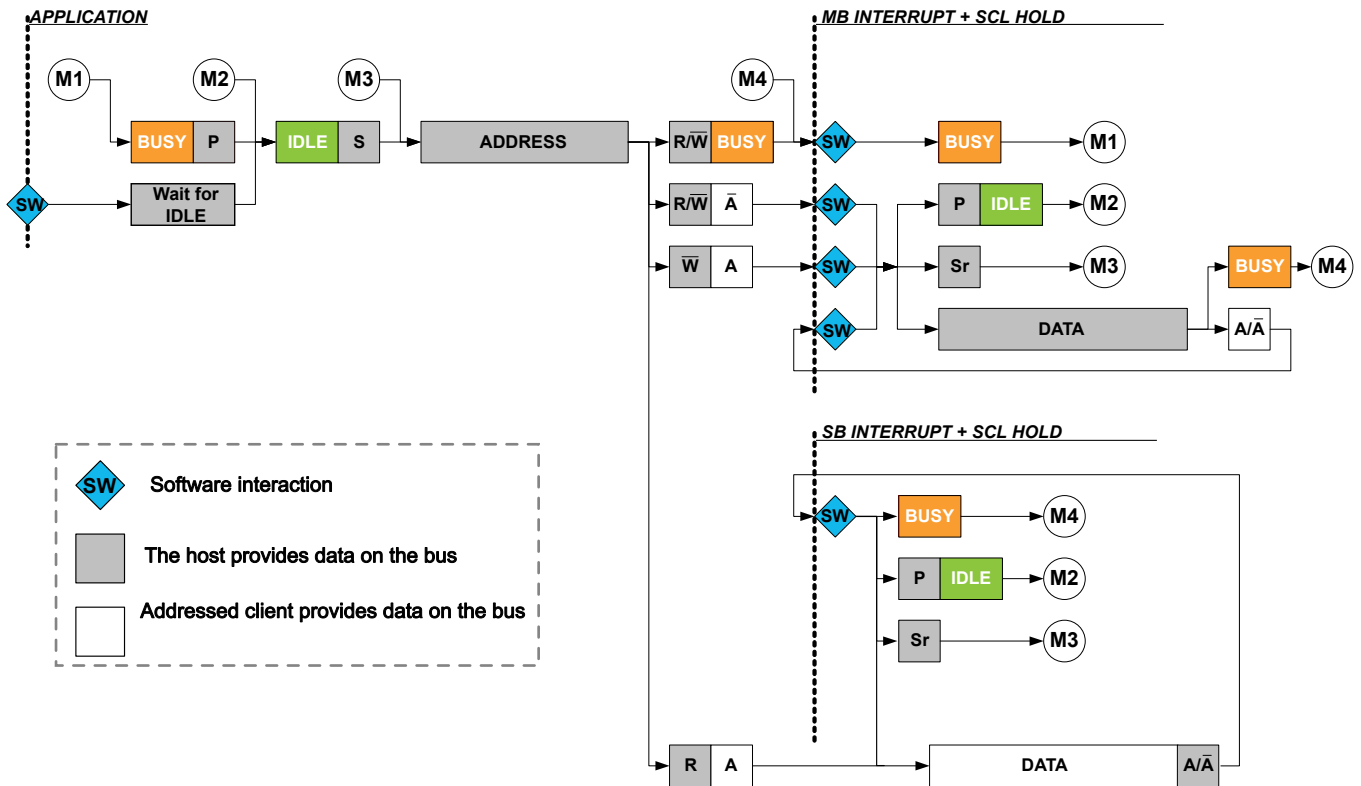 APPLICATION
MB INTERRUPT + SCL HOLD
M1
M2
M3
M4
BUSY P
IDLE S
ADDRESS
R/W̅ BUSY
SW
BUSY
M1
SW
Wait for
IDLE
R/W̅ A̅
SW
P IDLE
M2
W̅ A
SW
Sr
M3
BUSY
M4
SW
DATA
A/A̅
SB INTERRUPT + SCL HOLD
SW
Software interaction
The host provides data on the bus
Addressed client provides data on the bus
SW
BUSY
M4
P IDLE
M2
Sr
M3
R A
DATA
A/A̅